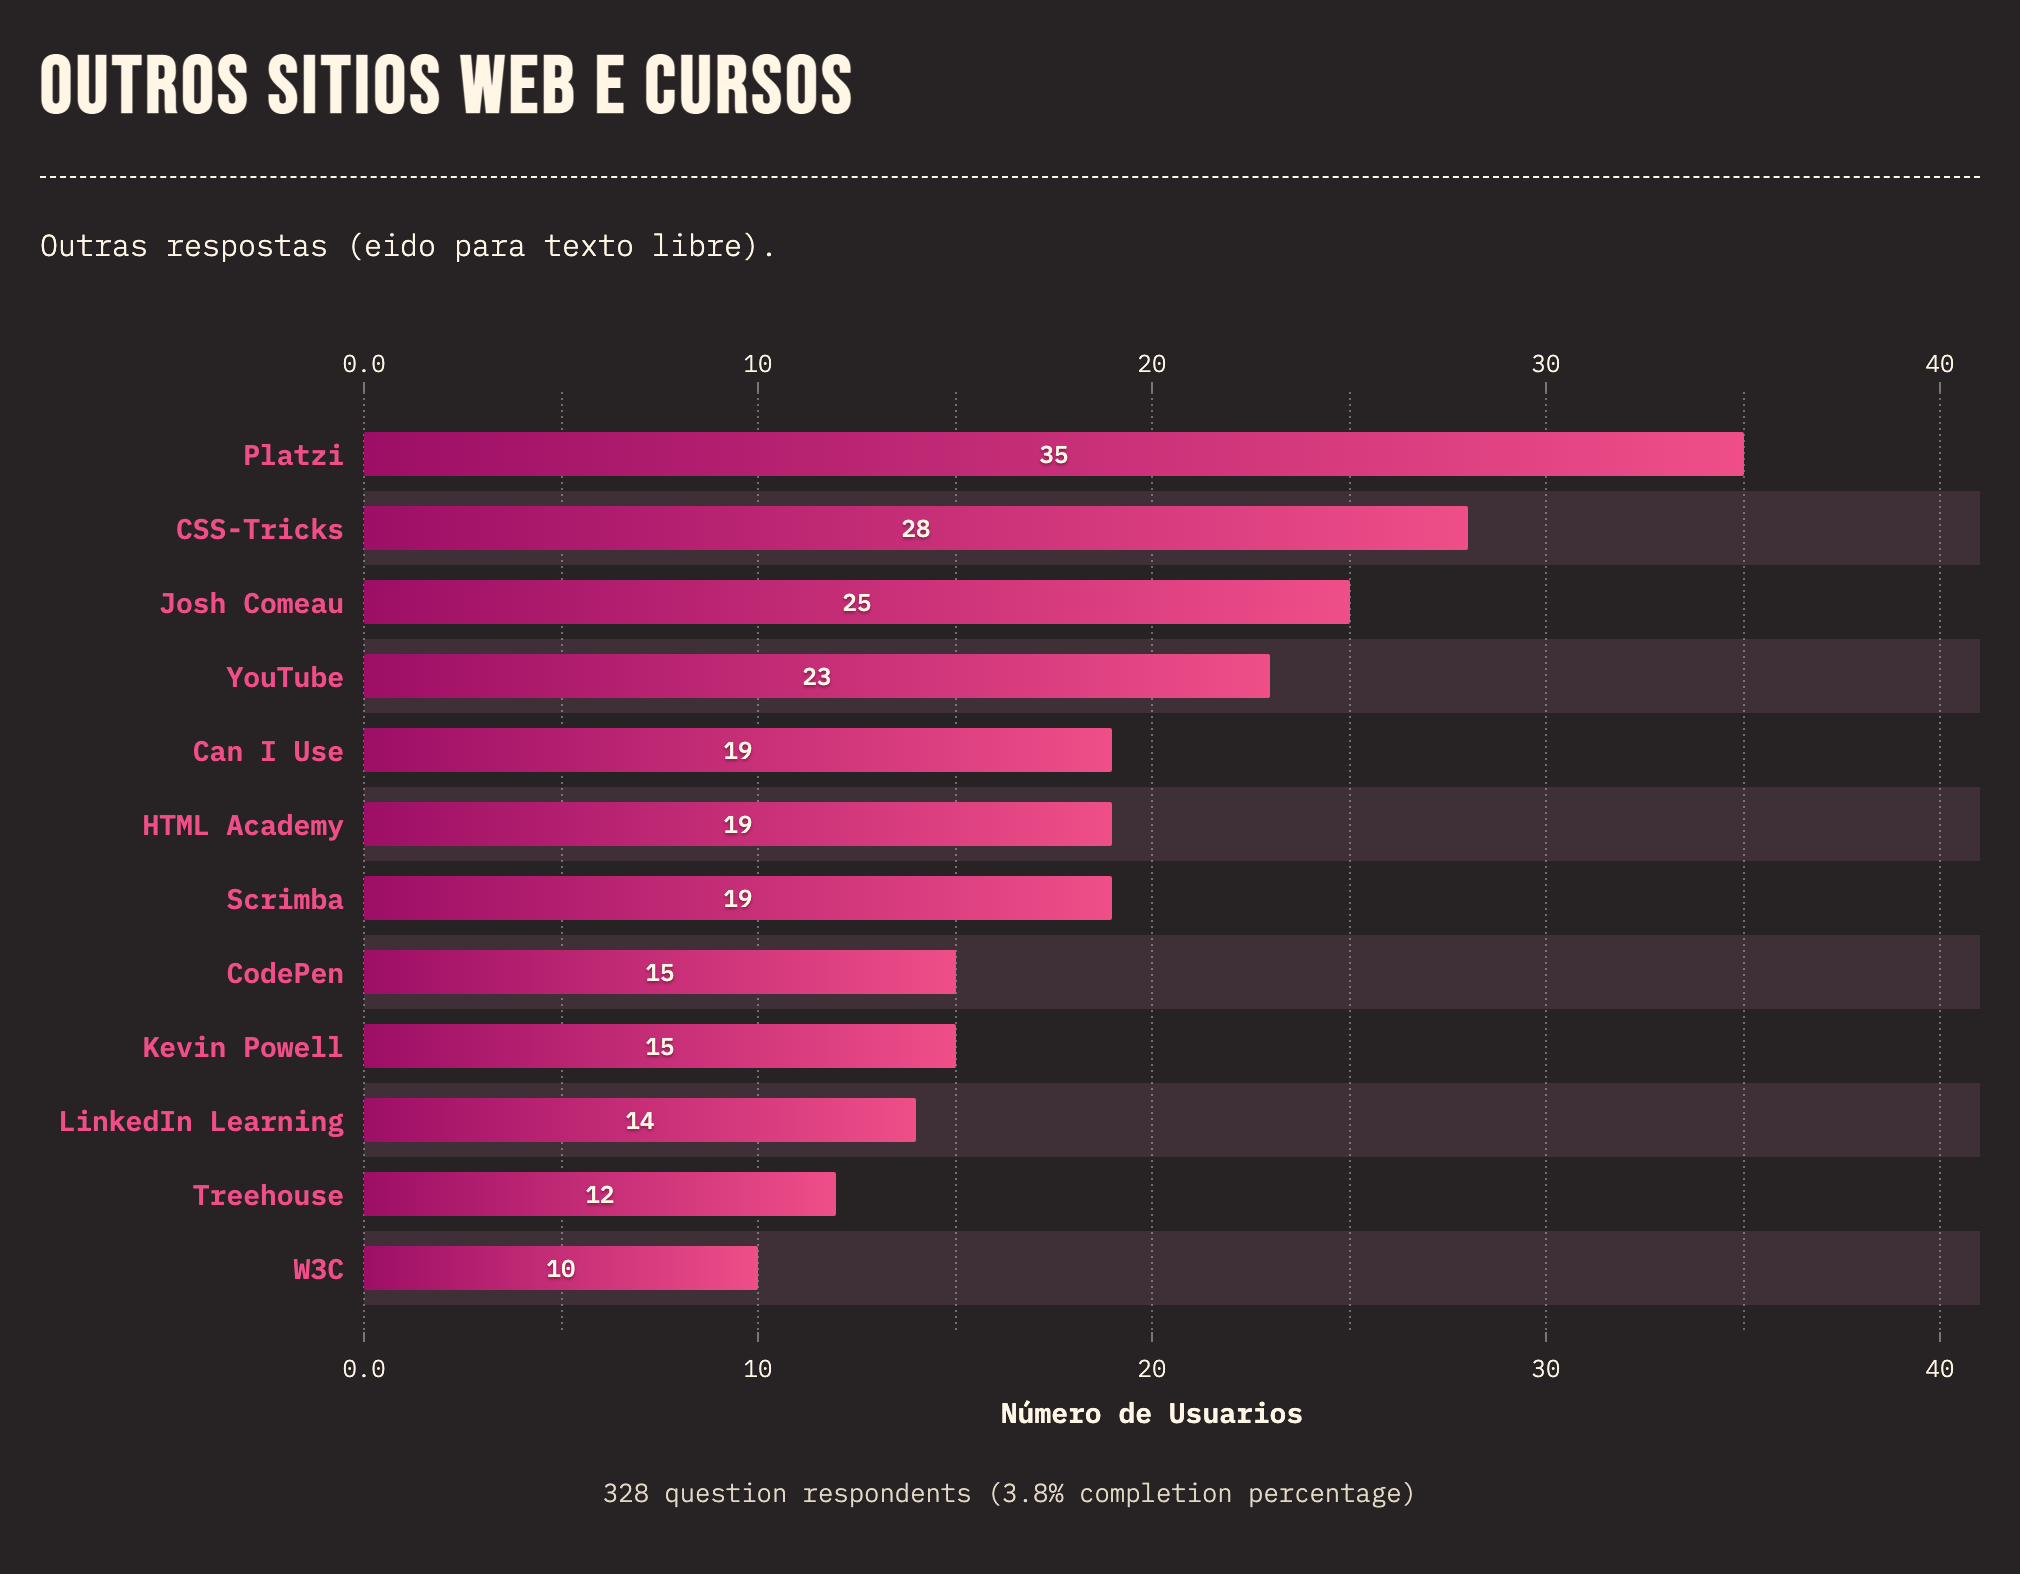 OUTROS SITIOS WEB E CURSOS
Outras respostas (eido para texto libre).
0.0 10 20 30 40
Platzi 35
CSS-Tricks 28
Josh Comeau 25
YouTube 23
Can I Use 19
HTML Academy 19
Scrimba 19
CodePen 15
Kevin Powell 15
LinkedIn Learning 14
Treehouse 12
W3C 10
0.0 10 20 30 40
Número de Usuarios
328 question respondents (3.8% completion percentage)